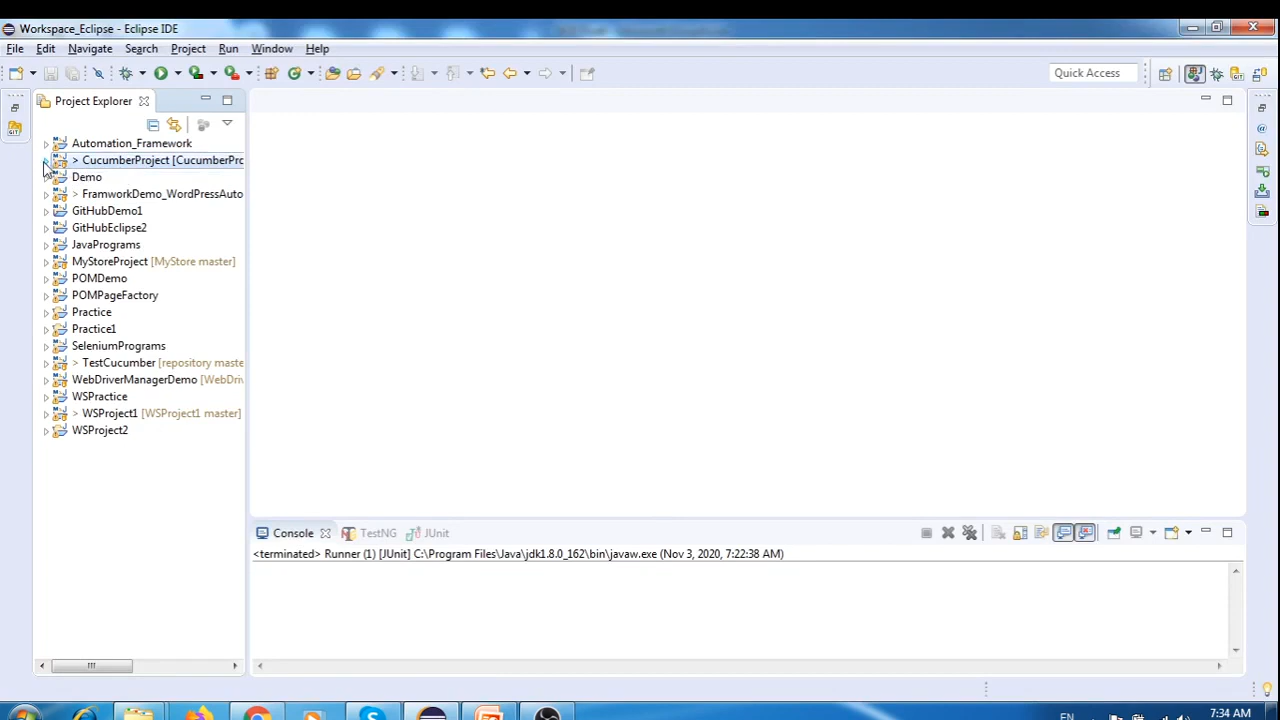 Workspace_Eclipse - Eclipse IDE
File Edit Navigate Search Project Run Window Help
Quick Access
Project Explorer
Automation_Framework
> CucumberProject [CucumberPro
Demo
> FramworkDemo_WordPressAuto
GitHubDemo1
GitHubEclipse2
JavaPrograms
MyStoreProject [MyStore master]
POMDemo
POMPageFactory
Practice
Practice1
SeleniumPrograms
> TestCucumber [repository maste
WebDriverManagerDemo [WebDriv
WSPractice
> WSProject1 [WSProject1 master]
WSProject2
Console TestNG JUnit
<terminated> Runner (1) [JUnit] C:\Program Files\Java\jdk1.8.0_162\bin\javaw.exe (Nov 3, 2020, 7:22:38 AM)
EN
7:34 AM